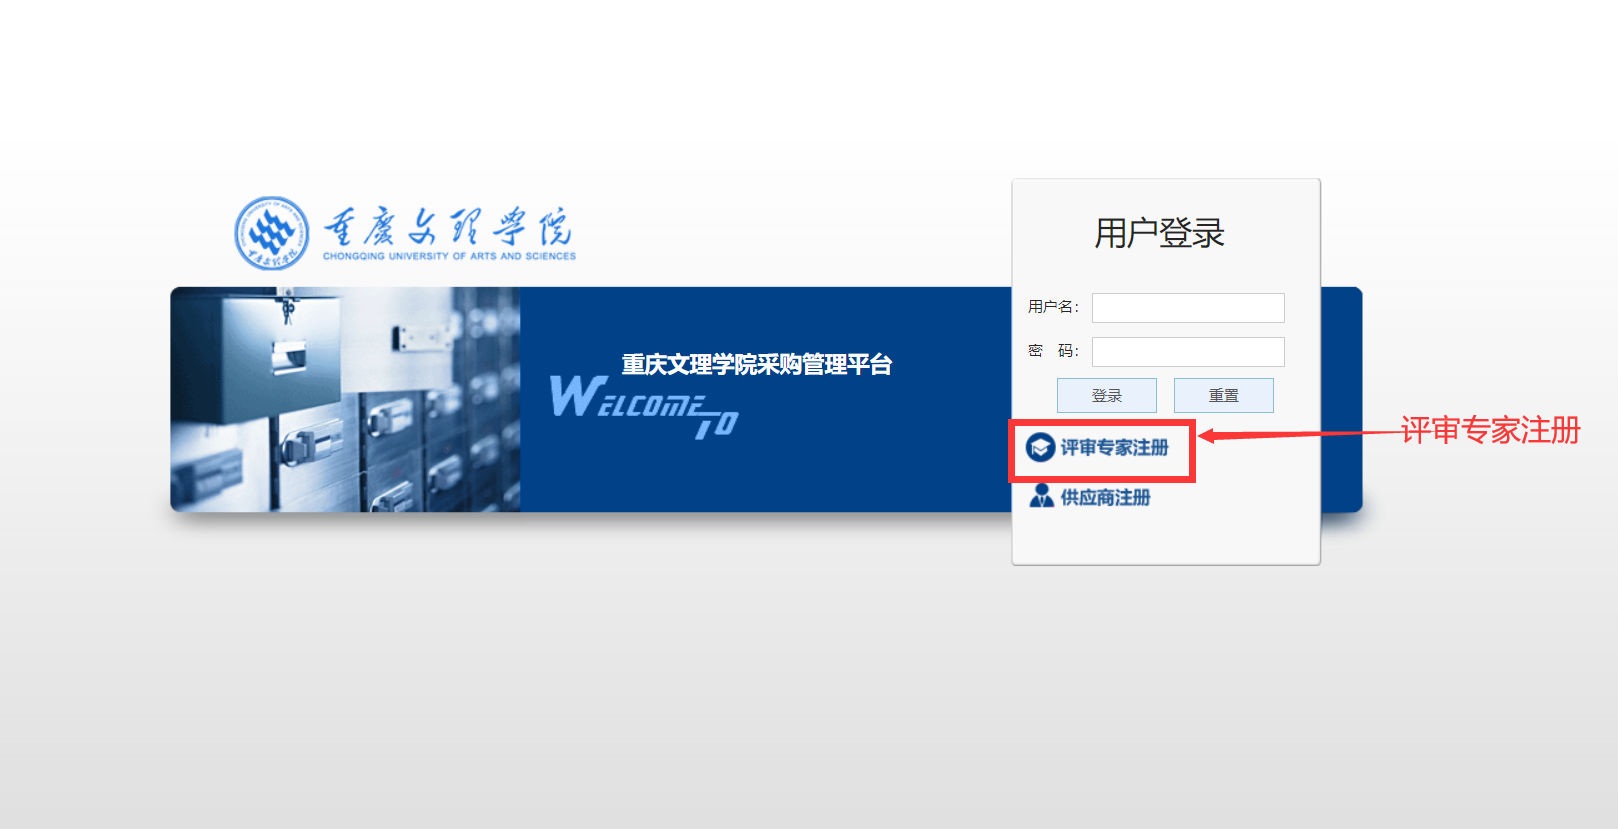 重慶文理學院
CHONGQING UNIVERSITY OF ARTS AND SCIENCES
用户登录
用户名：
密 码：
重庆文理学院采购管理平台
WELCOME TO
登录
重置
评审专家注册
评审专家注册
供应商注册